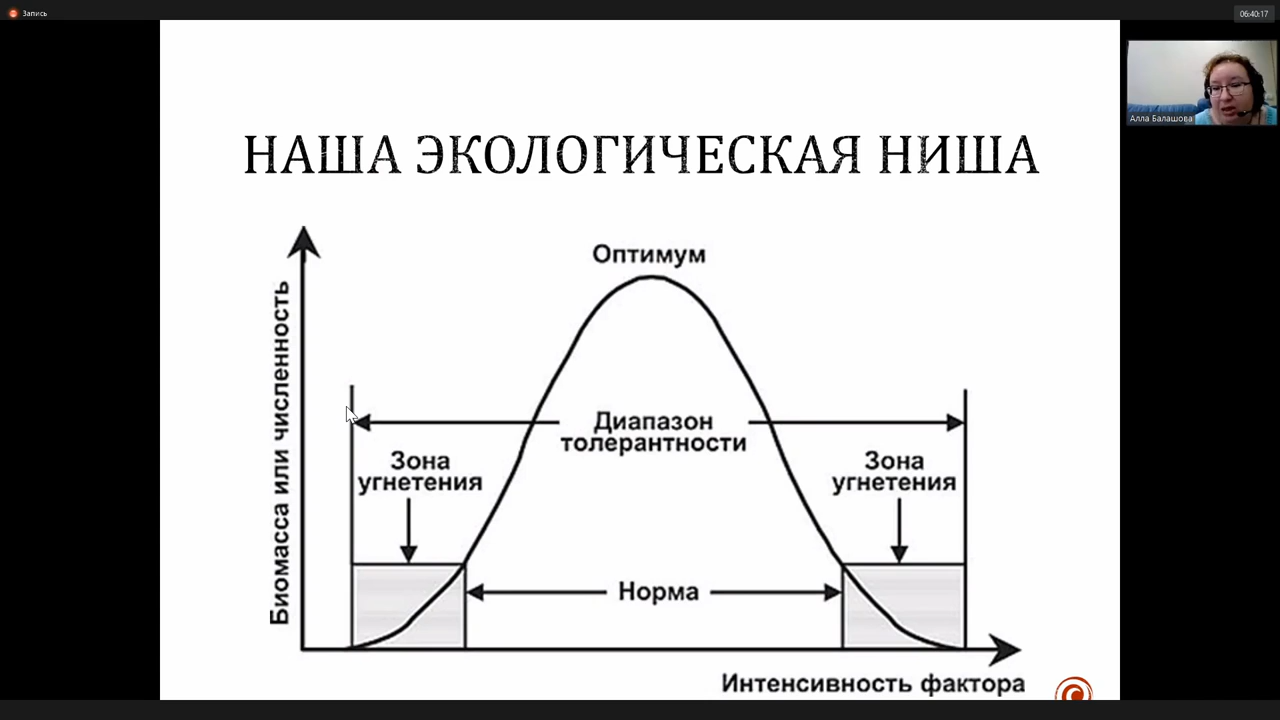 Запись
06:40:17
Алла Балашова
НАША ЭКОЛОГИЧЕСКАЯ НИША
Оптимум
Биомасса или численность
Диапазон
толерантности
Зона
угнетения
Зона
угнетения
Норма
Интенсивность фактора